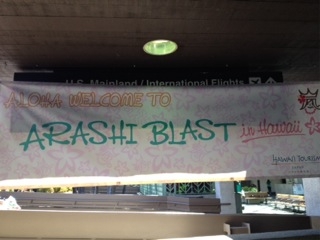 U.S. Mainland / International Flights
ALOHA WELCOME TO
ARASHI BLAST in Hawaii
HAWAII TOURISM